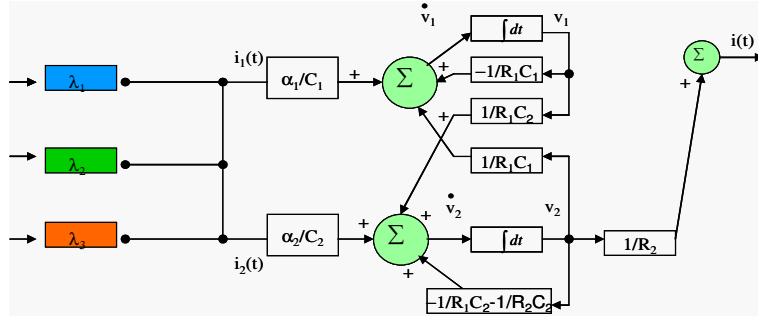 v̇₁
v₁
∫dt
i(t)
Σ
i₁(t)
λ₁
α₁/C₁
+
Σ
+
+
−1/R₁C₁
+
1/R₁C₂
+
λ₂
1/R₁C₁
v̇₂
v₂
λ₃
α₂/C₂
+
Σ
+
∫dt
1/R₂
i₂(t)
+
−1/R₁C₂-1/R₂C₂